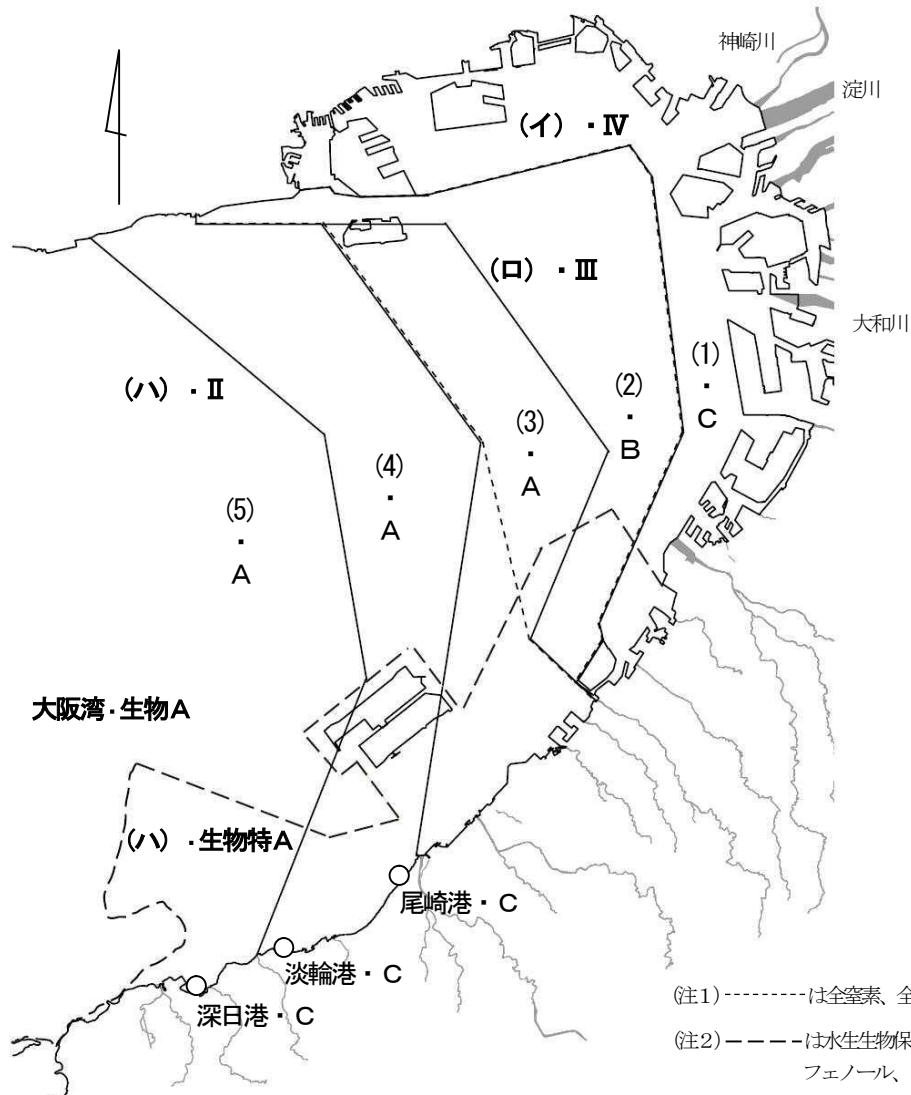 神崎川
淀川
(イ)・Ⅳ
(ロ)・Ⅲ
大和川
(1)
・
C
(ハ)・Ⅱ
(2)
・
B
(3)
・
A
(4)
・
A
(5)
・
A
大阪湾・生物A
(ハ)・生物特A
尾崎港・C
淡輪港・C
深日港・C
(注1)---------は全窒素、全
(注2)－－－－は水生生物保
フェノール、